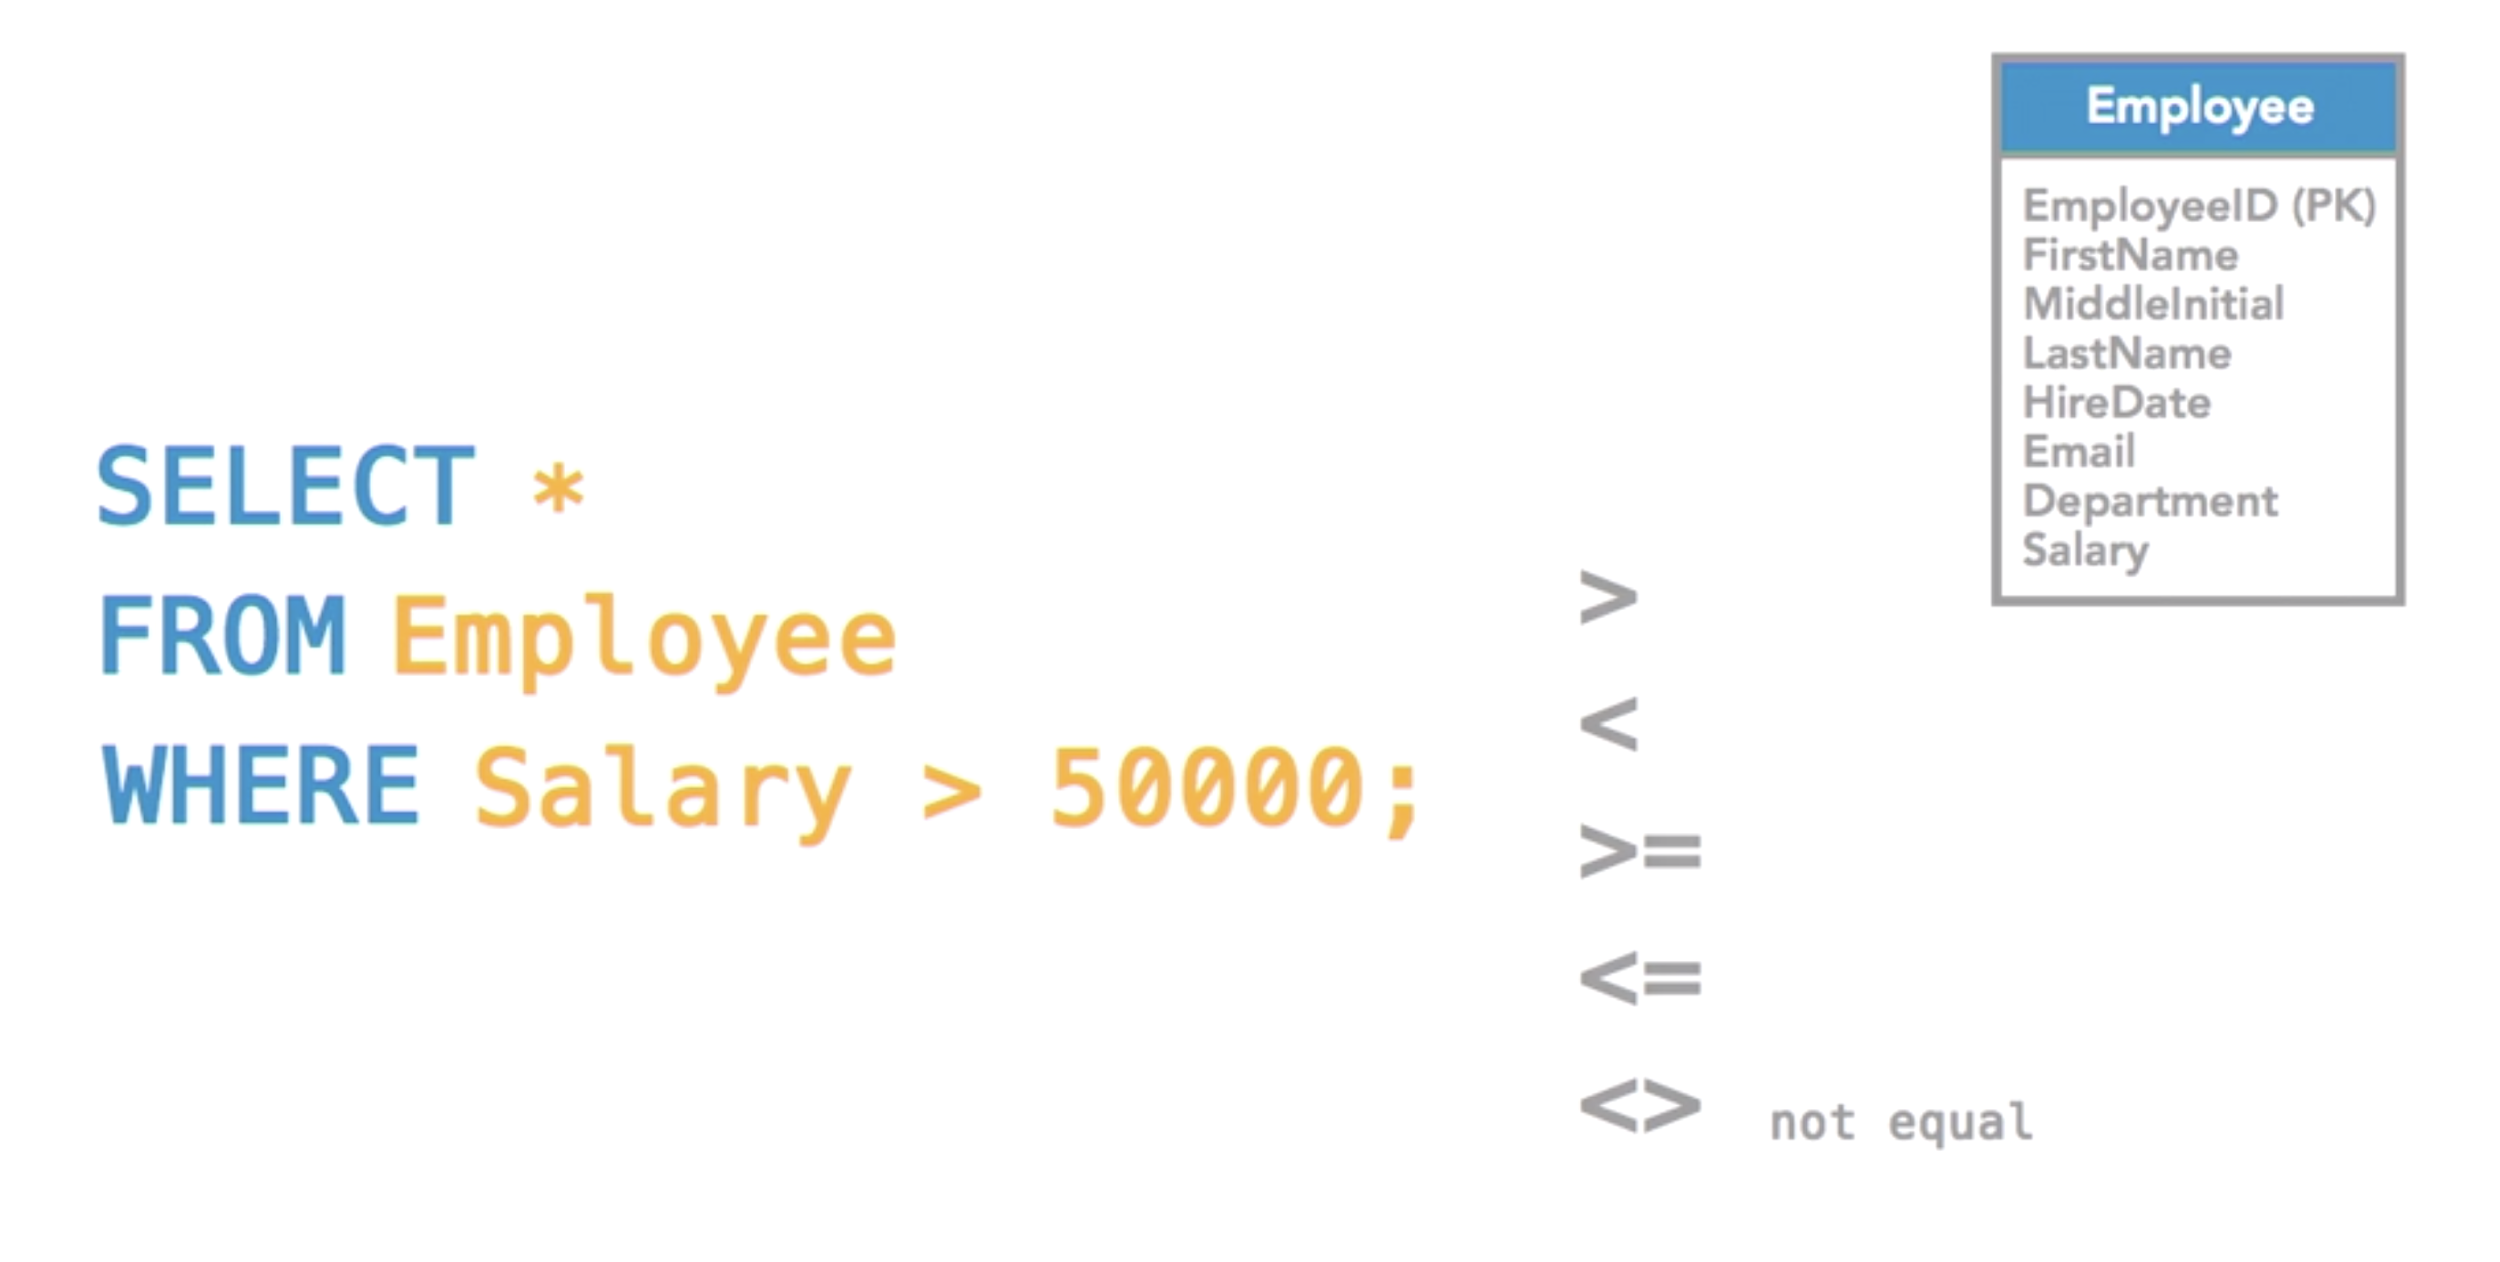 SELECT *
FROM Employee
WHERE Salary > 50000;
>
<
>=
<=
<> not equal
Employee
EmployeeID (PK)
FirstName
MiddleInitial
LastName
HireDate
Email
Department
Salary